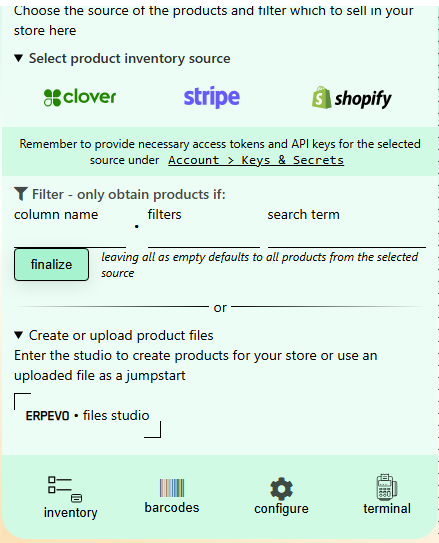 Choose the source of the products and filter which to sell in your
store here
▼ Select product inventory source
clover
stripe
shopify
Remember to provide necessary access tokens and API keys for the selected
source under Account > Keys & Secrets
Filter - only obtain products if:
column name
filters
search term
•
finalize
leaving all as empty defaults to all products from the selected
source
or
▼ Create or upload product files
Enter the studio to create products for your store or use an
uploaded file as a jumpstart
ERPEVO • files studio
inventory
barcodes
configure
terminal